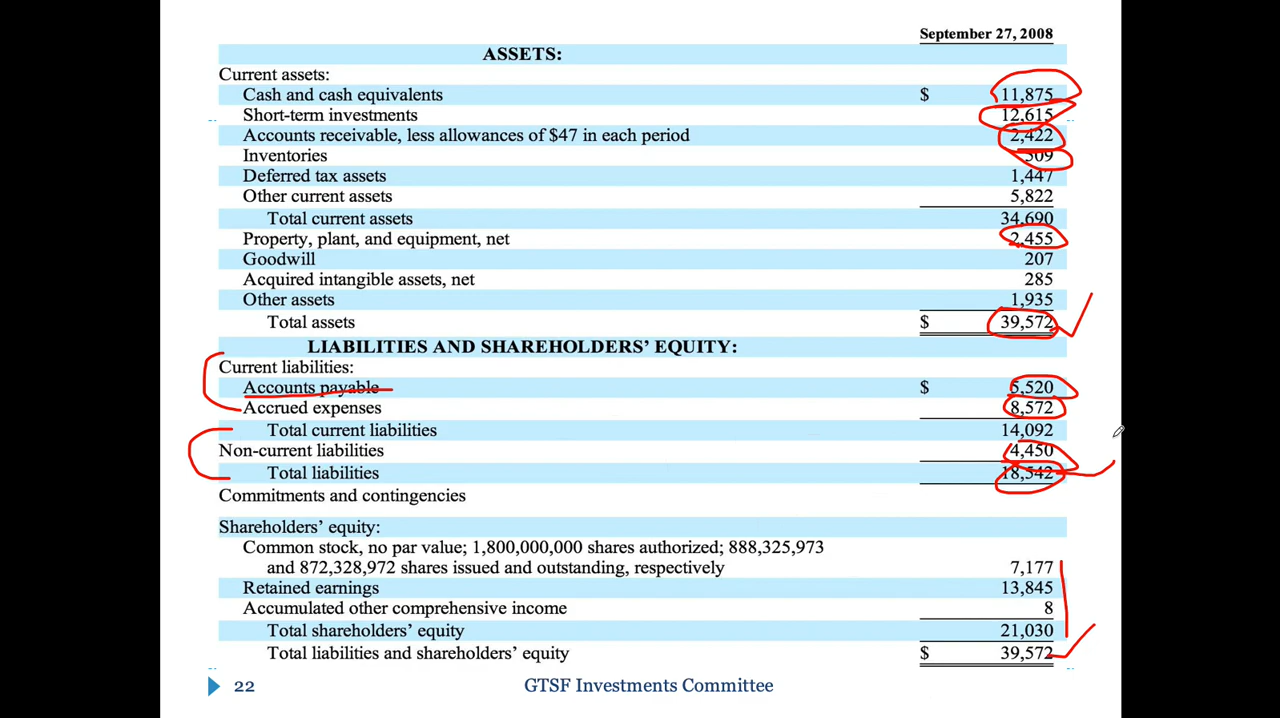 September 27, 2008
ASSETS:
Current assets:
Cash and cash equivalents $ 11,875
Short-term investments 12,615
Accounts receivable, less allowances of $47 in each period 2,422
Inventories 509
Deferred tax assets 1,447
Other current assets 5,822
Total current assets 34,690
Property, plant, and equipment, net 2,455
Goodwill 207
Acquired intangible assets, net 285
Other assets 1,935
Total assets $ 39,572
LIABILITIES AND SHAREHOLDERS’ EQUITY:
Current liabilities:
Accounts payable $ 5,520
Accrued expenses 8,572
Total current liabilities 14,092
Non-current liabilities 4,450
Total liabilities 18,542
Commitments and contingencies
Shareholders’ equity:
Common stock, no par value; 1,800,000,000 shares authorized; 888,325,973
and 872,328,972 shares issued and outstanding, respectively 7,177
Retained earnings 13,845
Accumulated other comprehensive income 8
Total shareholders’ equity 21,030
Total liabilities and shareholders’ equity $ 39,572
22 GTSF Investments Committee